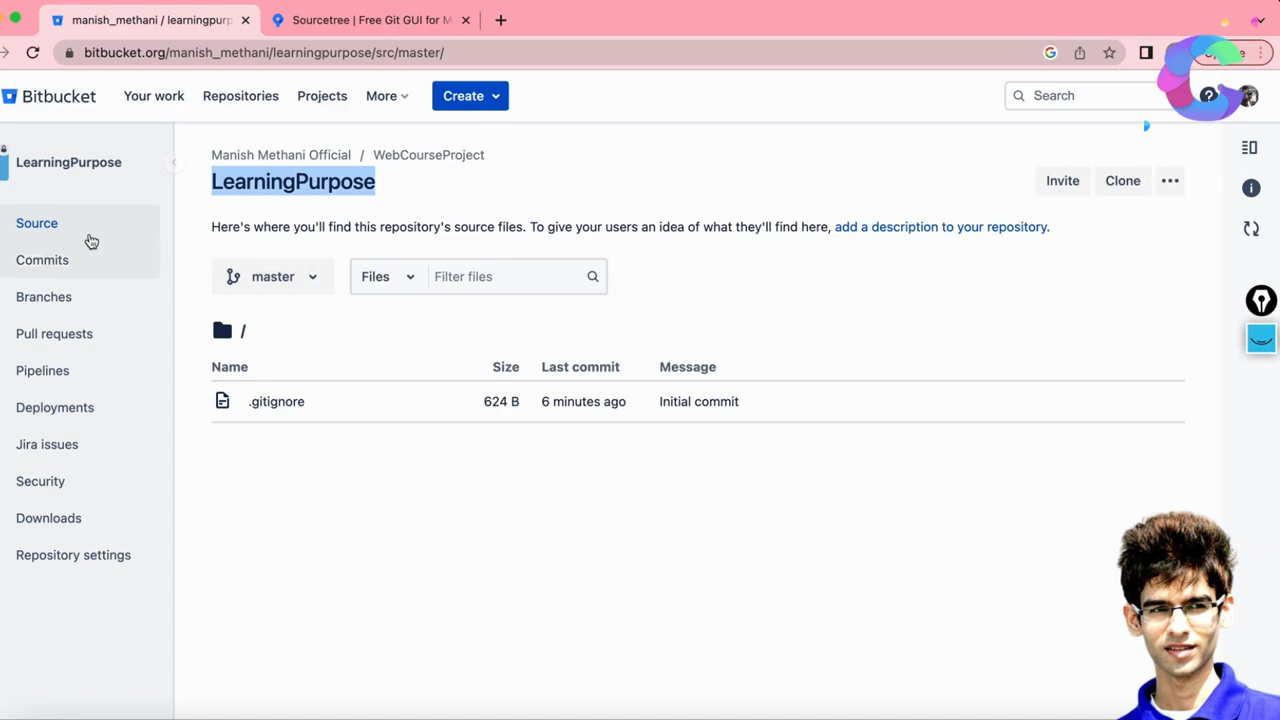 manish_methani / learningpurp
Sourcetree | Free Git GUI for M
bitbucket.org/manish_methani/learningpurpose/src/master/
Bitbucket
Your work
Repositories
Projects
More
Create
Search
LearningPurpose
Source
Commits
Branches
Pull requests
Pipelines
Deployments
Jira issues
Security
Downloads
Repository settings
Manish Methani Official / WebCourseProject
LearningPurpose
Invite
Clone
Here's where you'll find this repository's source files. To give your users an idea of what they'll find here, add a description to your repository.
master
Files
Filter files
/
Name Size Last commit Message
.gitignore 624 B 6 minutes ago Initial commit